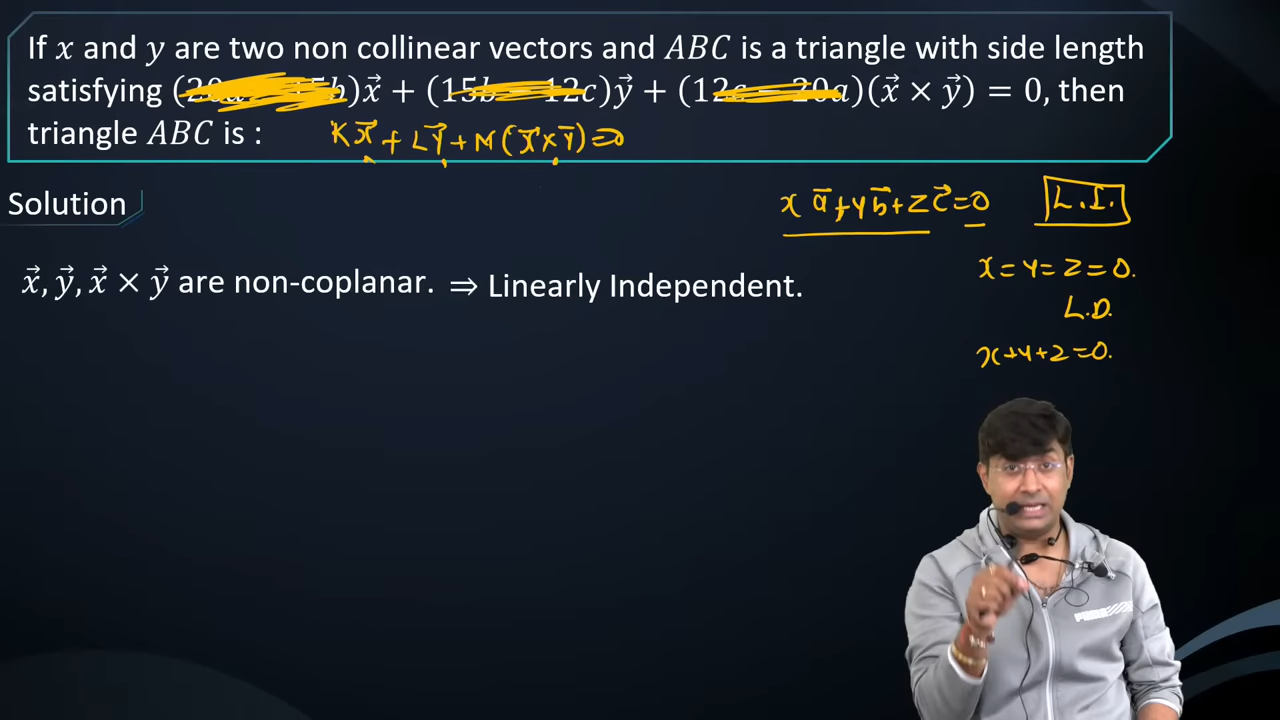 If x and y are two non collinear vectors and ABC is a triangle with side length
satisfying (20a − 15b)x⃗ + (15b − 12c)y⃗ + (12c − 20a)(x⃗ × y⃗) = 0, then
triangle ABC is :
Kx⃗ + Ly⃗ + M(x⃗×y⃗)=0
Solution
x a⃗+y b⃗+z c⃗=0
L.I.
x⃗, y⃗, x⃗ × y⃗ are non-coplanar. ⇒ Linearly Independent.
x=y=z=0.
L.D.
x+y+z=0.